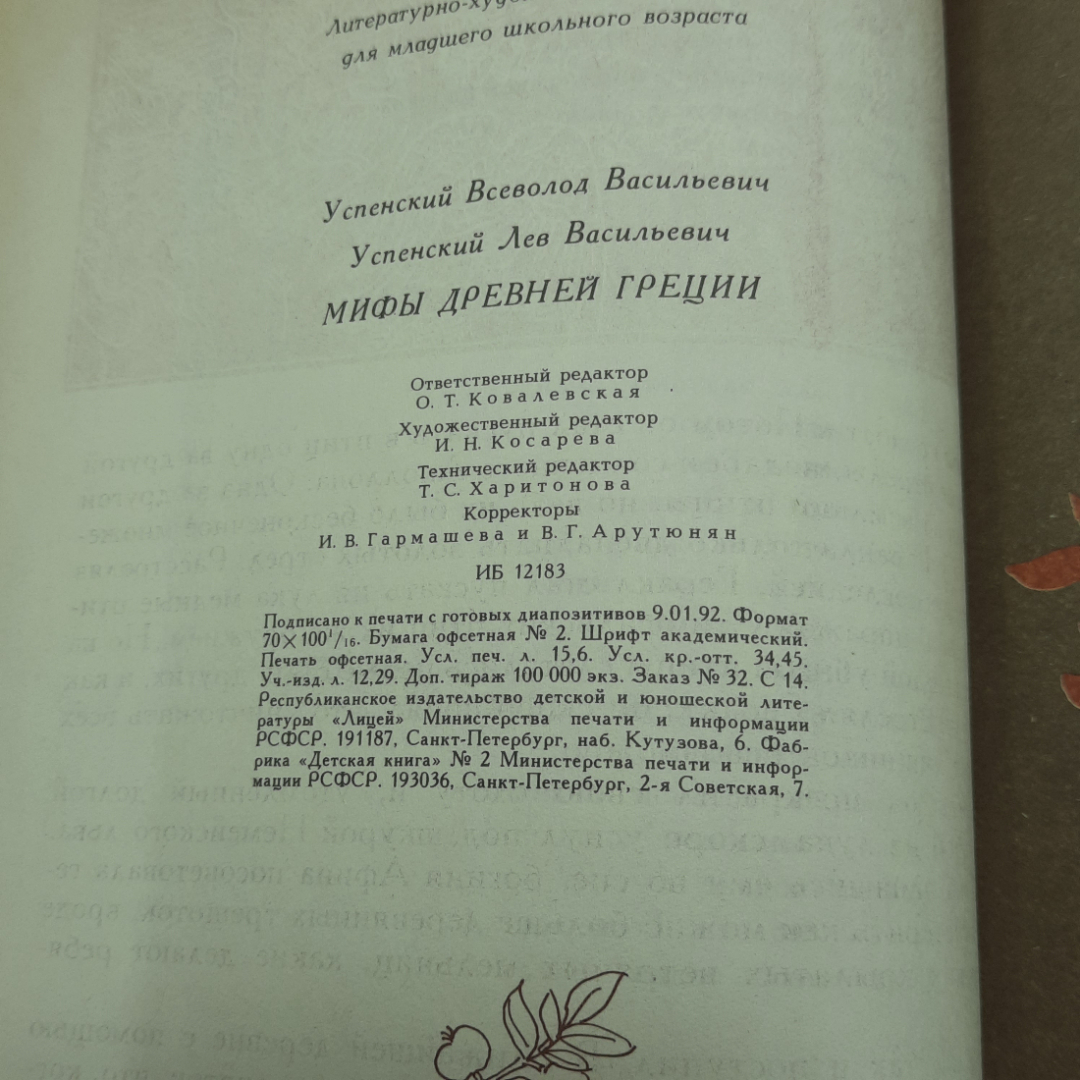 Литературно-худо
для младшего школьного возраста
Успенский Всеволод Васильевич
Успенский Лев Васильевич
МИФЫ ДРЕВНЕЙ ГРЕЦИИ
Ответственный редактор
О. Т. Ковалевская
Художественный редактор
И. Н. Косарева
Технический редактор
Т. С. Харитонова
Корректоры
И. В. Гармашева и В. Г. Арутюнян
ИБ 12183
Подписано к печати с готовых диапозитивов 9.01.92. Формат
70×100¹/₁₆. Бумага офсетная № 2. Шрифт академический.
Печать офсетная. Усл. печ. л. 15,6. Усл. кр.-отт. 34,45.
Уч.-изд. л. 12,29. Доп. тираж 100 000 экз. Заказ № 32. С 14.
Республиканское издательство детской и юношеской лите-
ратуры «Лицей» Министерства печати и информации
РСФСР. 191187, Санкт-Петербург, наб. Кутузова, 6. Фаб-
рика «Детская книга» № 2 Министерства печати и инфор-
мации РСФСР. 193036, Санкт-Петербург, 2-я Советская, 7.